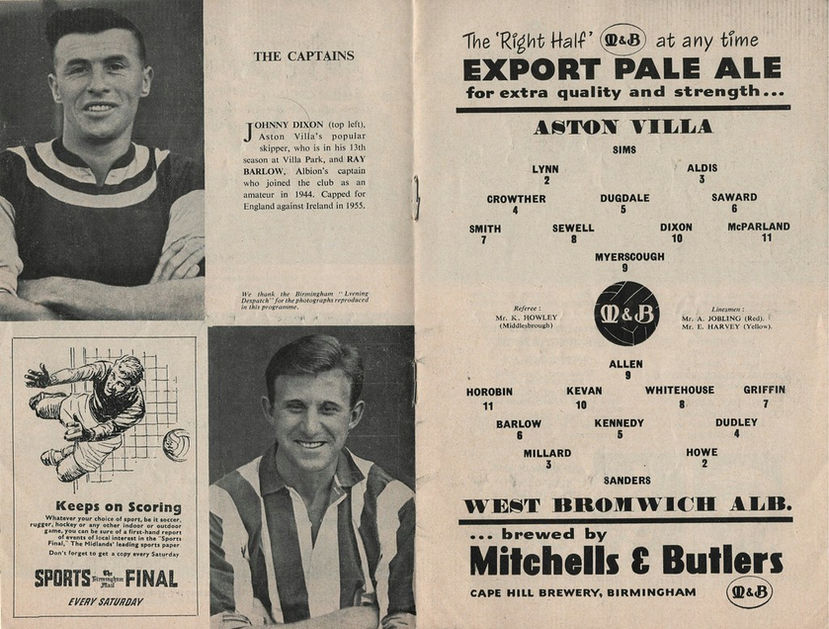 THE CAPTAINS
JOHNNY DIXON (top left),
Aston Villa's popular
skipper, who is in his 13th
season at Villa Park, and RAY
BARLOW, Albion's captain
who joined the club as an
amateur in 1944. Capped for
England against Ireland in 1955.
We thank the Birmingham "Evening
Despatch" for the photographs reproduced
in this programme.
Keeps on Scoring
Whatever your choice of sport, be it soccer,
rugger, hockey or any other indoor or outdoor
game, you can be sure of a first-hand report
of events of local interest in the "Sports
Final," The Midlands' leading sports paper
Don't forget to get a copy every Saturday
SPORTS The Birmingham Mail FINAL
EVERY SATURDAY
The 'Right Half' M&B at any time
EXPORT PALE ALE
for extra quality and strength...
ASTON VILLA
SIMS
LYNN ALDIS
2 3
CROWTHER DUGDALE SAWARD
4 5 6
SMITH SEWELL DIXON McPARLAND
7 8 10 11
MYERSCOUGH
9
Referee :
Mr. K. HOWLEY
(Middlesbrough)
M&B
Linesmen :
Mr. A. JOBLING (Red).
Mr. E. HARVEY (Yellow).
ALLEN
9
HOROBIN KEVAN WHITEHOUSE GRIFFIN
11 10 8 7
BARLOW KENNEDY DUDLEY
6 5 4
MILLARD HOWE
3 2
SANDERS
WEST BROMWICH ALB.
... brewed by
Mitchells & Butlers
CAPE HILL BREWERY, BIRMINGHAM M&B